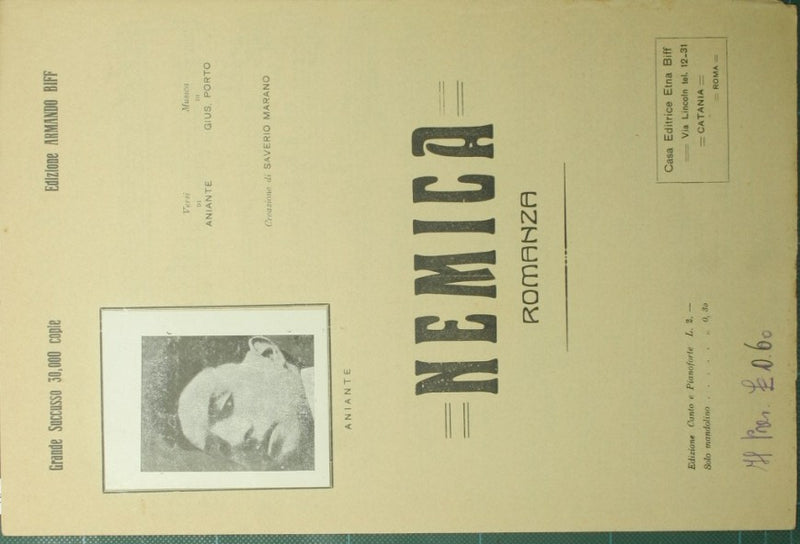 Grande Successo 30,000 copie
Edizione ARMANDO BIFF
Versi
DI
ANIANTE
Musica
DI
GIUS. PORTO
Creazione di SAVERIO MARANO
ANIANTE
NEMICA
ROMANZA
Edizione Canto e Pianoforte L. 2, —
Solo mandolino . . . . . . . » 0, 30
Casa Editrice Etna Biff
Via Lincoln tel. 12-31
CATANIA
ROMA